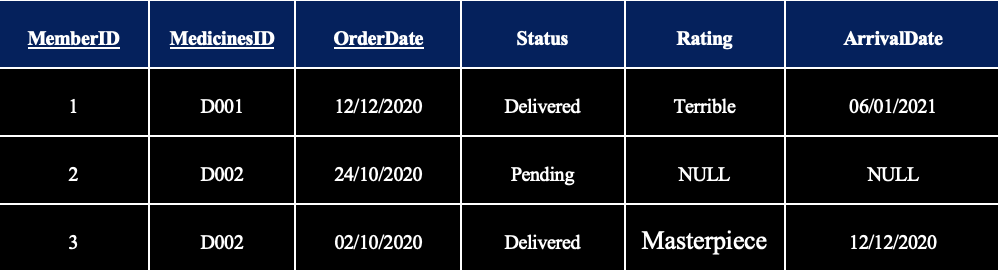 MemberID MedicinesID OrderDate Status Rating ArrivalDate
1 D001 12/12/2020 Delivered Terrible 06/01/2021
2 D002 24/10/2020 Pending NULL NULL
3 D002 02/10/2020 Delivered Masterpiece 12/12/2020